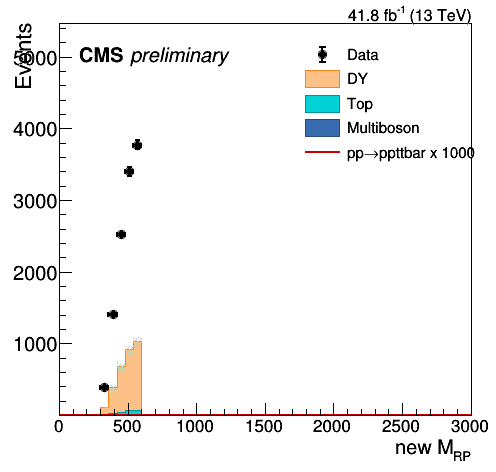 41.8 fb⁻¹ (13 TeV)
Events
CMS preliminary
Data
DY
Top
Multiboson
pp→ppttbar x 1000
5000
4000
3000
2000
1000
0 500 1000 1500 2000 2500 3000
new M_RP